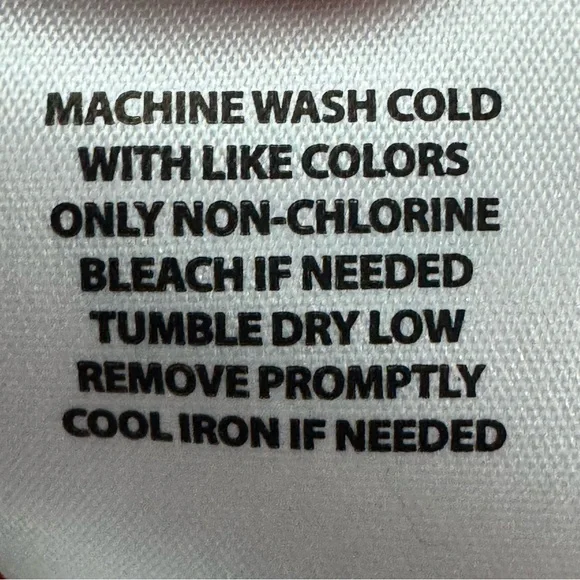 MACHINE WASH COLD
WITH LIKE COLORS
ONLY NON-CHLORINE
BLEACH IF NEEDED
TUMBLE DRY LOW
REMOVE PROMPTLY
COOL IRON IF NEEDED